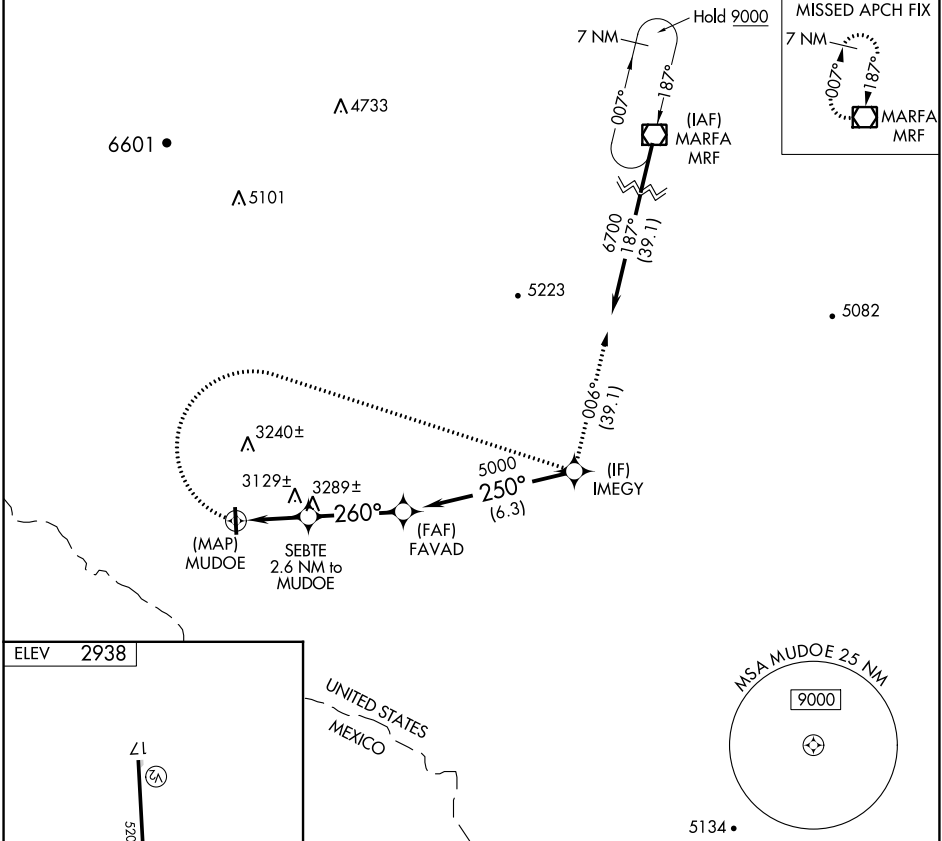 Hold 9000
7 NM
007°
187°
MISSED APCH FIX
7 NM
007°
187°
MARFA
MRF
4733
6601
5101
(IAF)
MARFA
MRF
6700
187°
(39.1)
5223
5082
006°
(39.1)
3240±
3129±
3289±
5000
250°
(6.3)
(IF)
IMEGY
260°
(MAP)
MUDOE
SEBTE
2.6 NM to
MUDOE
(FAF)
FAVAD
ELEV 2938
17
V2
520
UNITED STATES
MEXICO
MSA MUDOE 25 NM
9000
5134